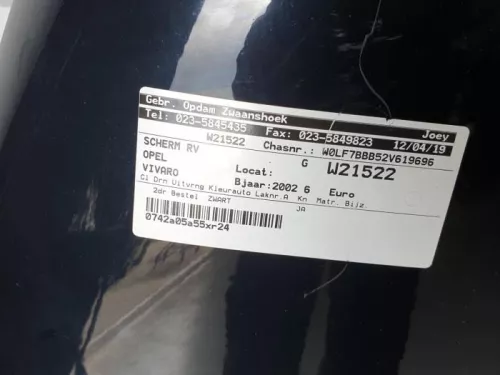 Gebr. Opdam Zwaanshoek
Tel: 023-5845435 Fax: 023-5849823 Joey
W21522 Chasnr.: W0LF7BBB52V619696 12/04/19
SCHERM RV G W21522
OPEL Locat:
VIVARO Bjaar:2002 6 Euro
Cl Drn Uitvrng Kleurauto Laknr.A Kn Matr. Bijz.
2dr Bestel ZWART JA
0742a05a55xr24